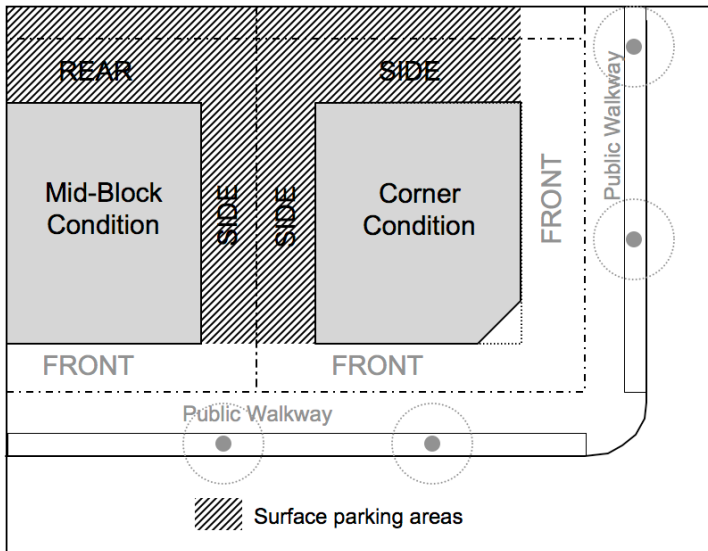 REAR
SIDE
Public Walkway
Mid-Block
Condition
SIDE
SIDE
Corner
Condition
FRONT
FRONT
FRONT
Public Walkway
Surface parking areas